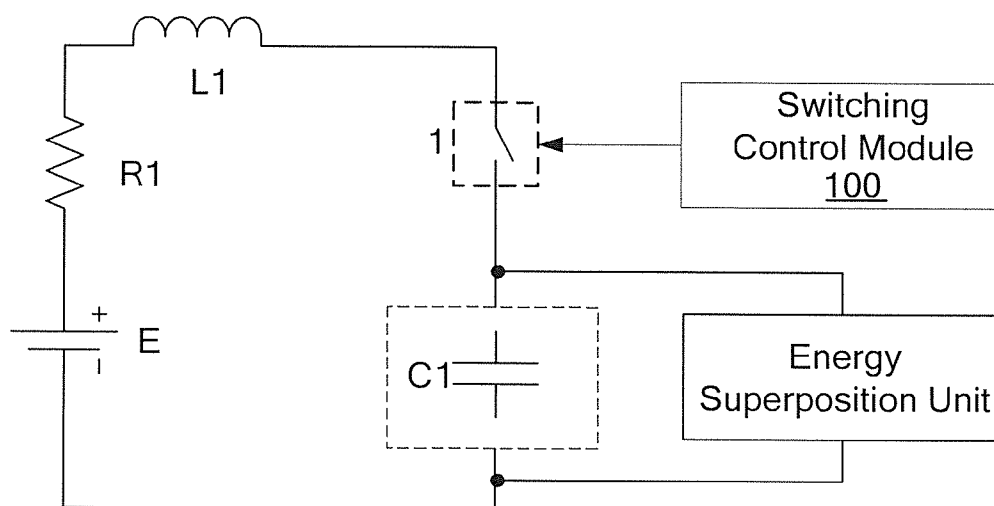 L1
R1
+
E
−
1
Switching
Control Module
100
C1
Energy
Superposition Unit